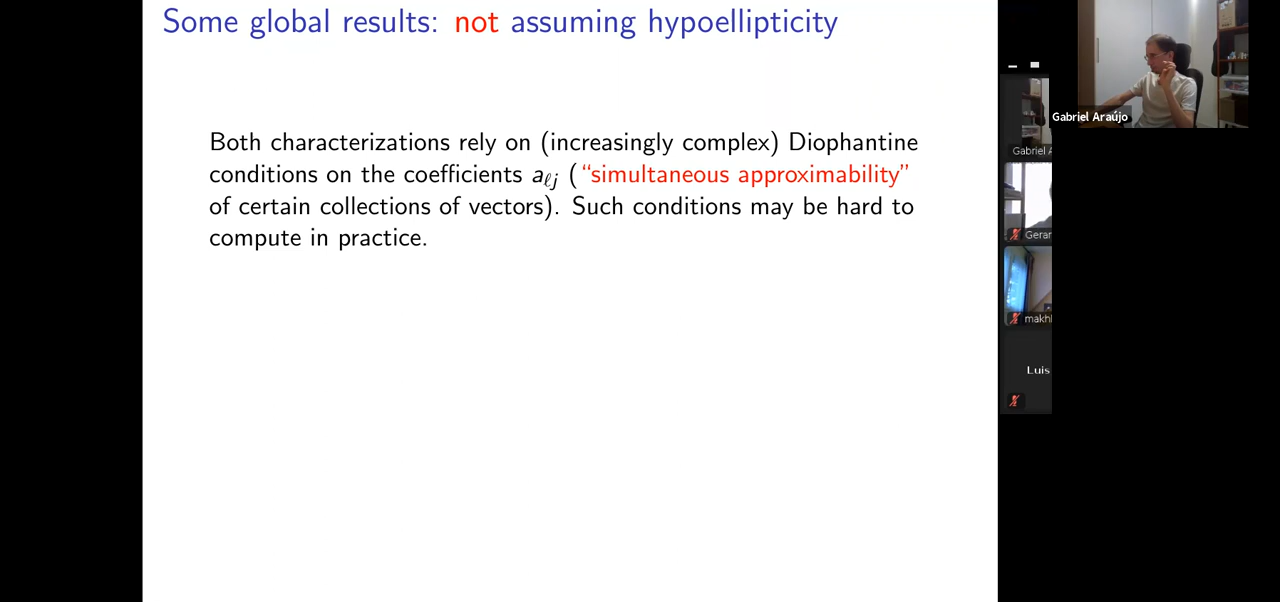 Some global results: not assuming hypoellipticity
Both characterizations rely on (increasingly complex) Diophantine
conditions on the coefficients aℓj (“simultaneous approximability”
of certain collections of vectors). Such conditions may be hard to
compute in practice.
Gabriel Araújo
Gabriel A
Gerar
makhl
Luis